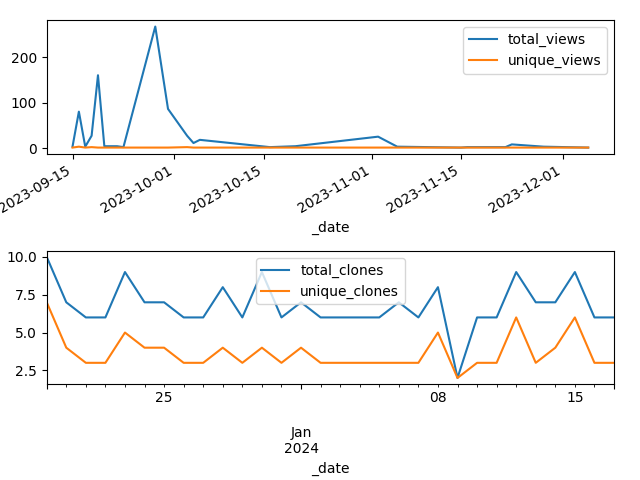 200
100
0
total_views
unique_views
2023-09-15
2023-10-01
2023-10-15
2023-11-01
2023-11-15
2023-12-01
_date
10.0
7.5
5.0
2.5
total_clones
unique_clones
25
08
15
Jan
2024
_date